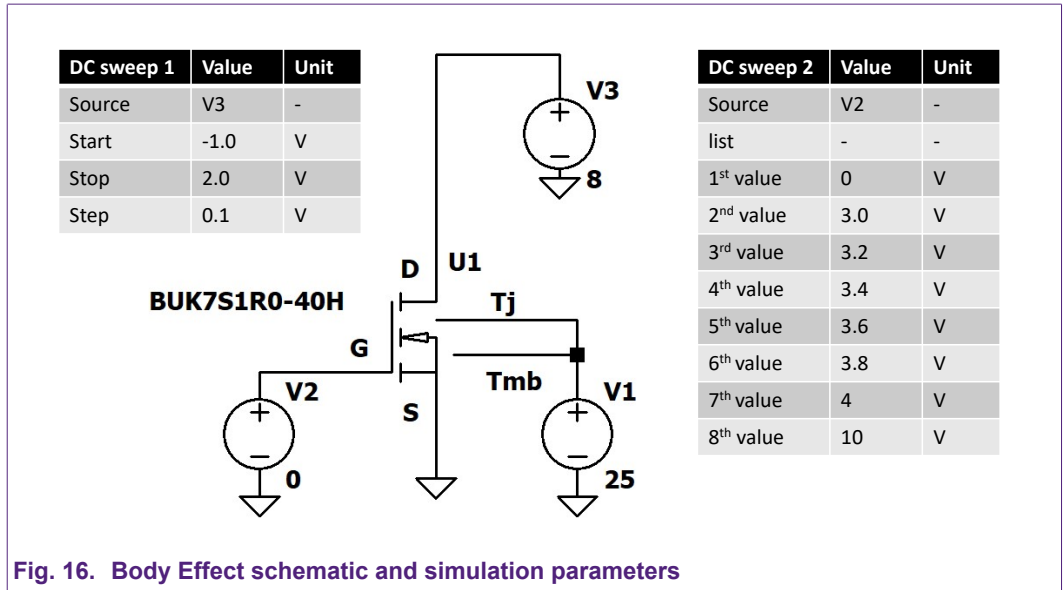 DC sweep 1 Value Unit
Source V3 -
Start -1.0 V
Stop 2.0 V
Step 0.1 V
V3
+
–
8
D U1
BUK7S1R0-40H
Tj
G
Tmb
S
V2
+
–
0
V1
+
–
25
DC sweep 2 Value Unit
Source V2 -
list - -
1st value 0 V
2nd value 3.0 V
3rd value 3.2 V
4th value 3.4 V
5th value 3.6 V
6th value 3.8 V
7th value 4 V
8th value 10 V
Fig. 16. Body Effect schematic and simulation parameters